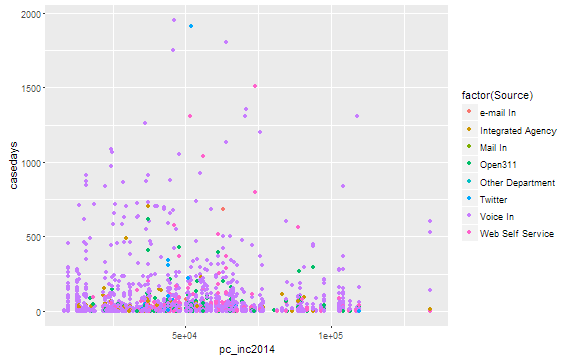 2000
1500
1000
500
0
casedays
5e+04
1e+05
pc_inc2014
factor(Source)
e-mail In
Integrated Agency
Mail In
Open311
Other Department
Twitter
Voice In
Web Self Service